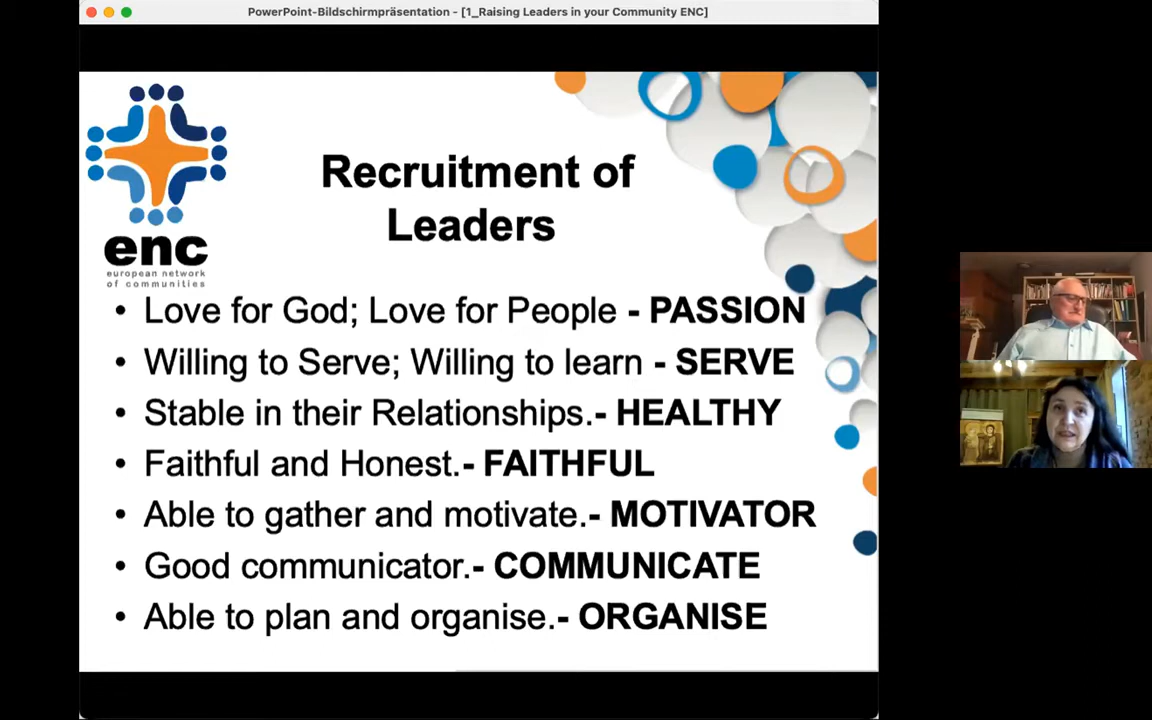 PowerPoint-Bildschirmpräsentation - [1_Raising Leaders in your Community ENC]
enc
european network
of communities
Recruitment of
Leaders
• Love for God; Love for People - PASSION
• Willing to Serve; Willing to learn - SERVE
• Stable in their Relationships.- HEALTHY
• Faithful and Honest.- FAITHFUL
• Able to gather and motivate.- MOTIVATOR
• Good communicator.- COMMUNICATE
• Able to plan and organise.- ORGANISE